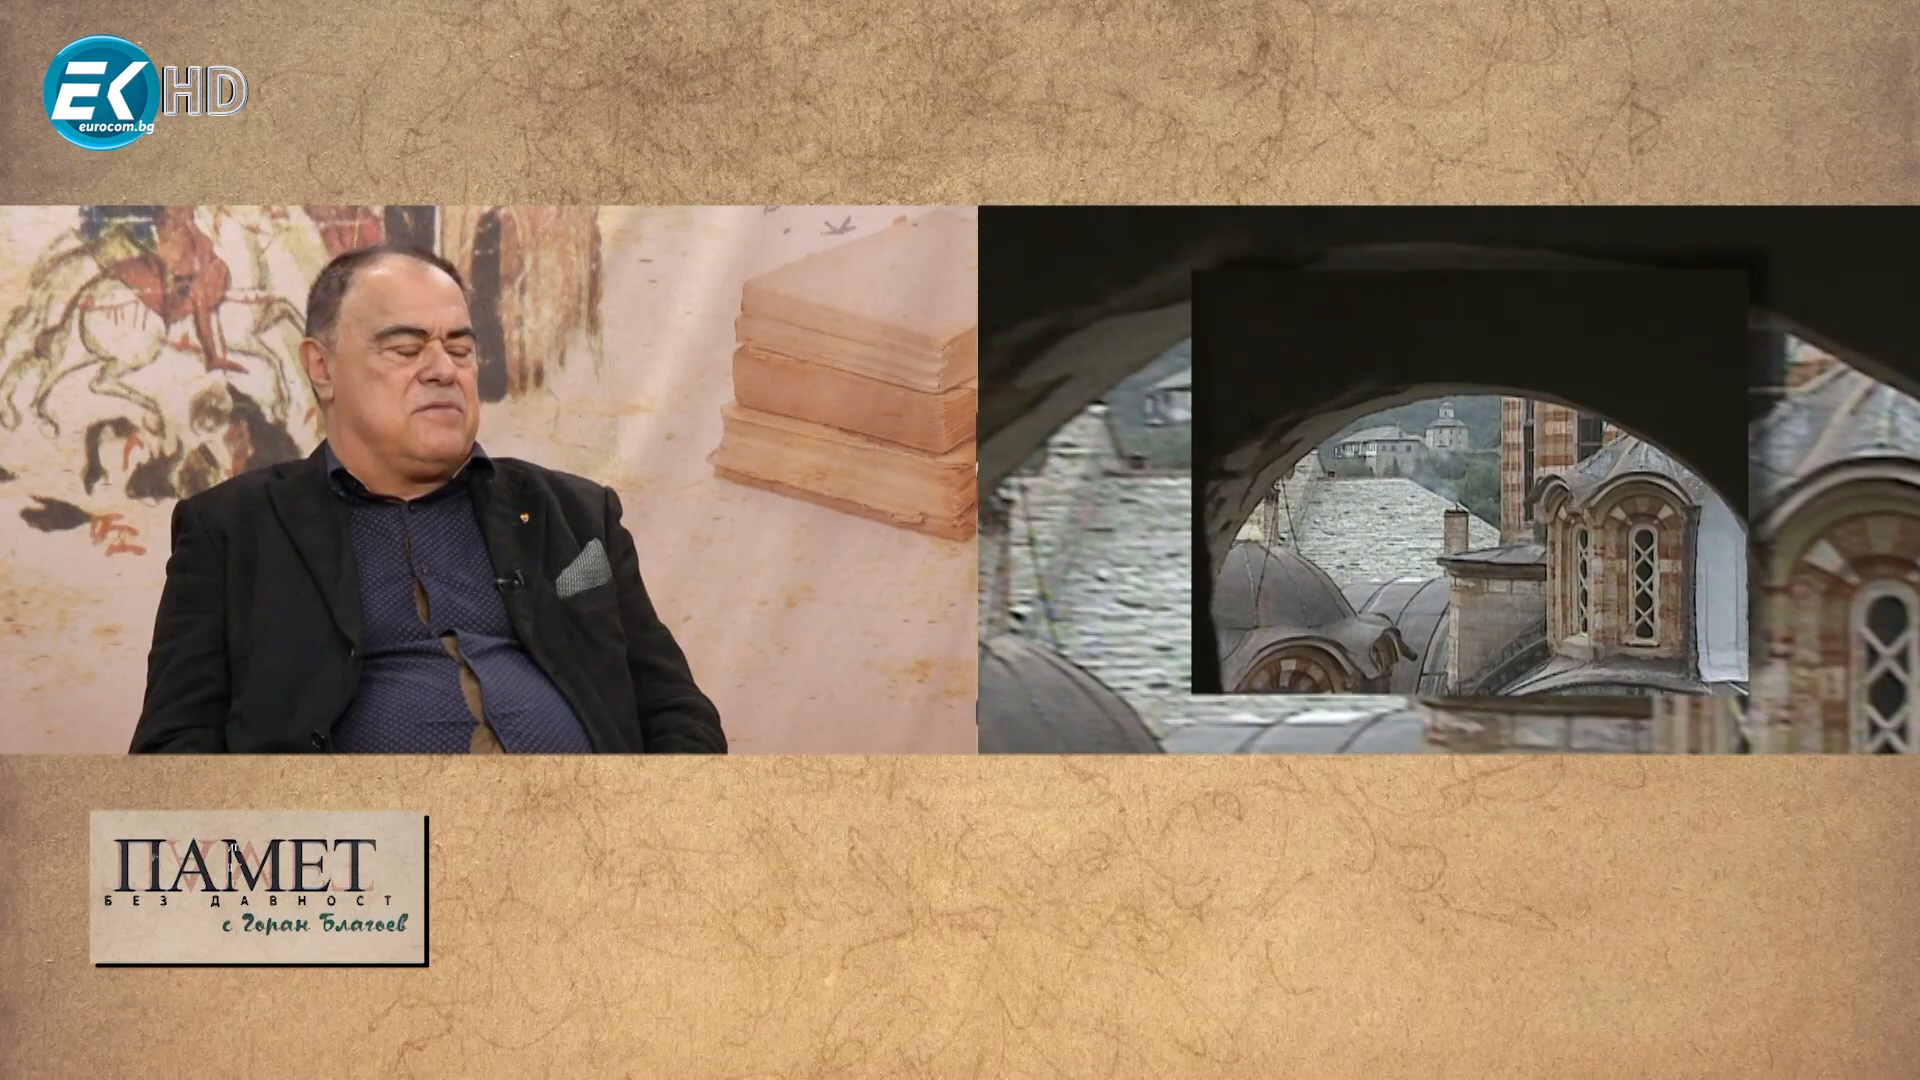 EK HD
eurocom.bg
ПАМЕТ
БЕЗ ДАВНОСТ
с Горан Благоев